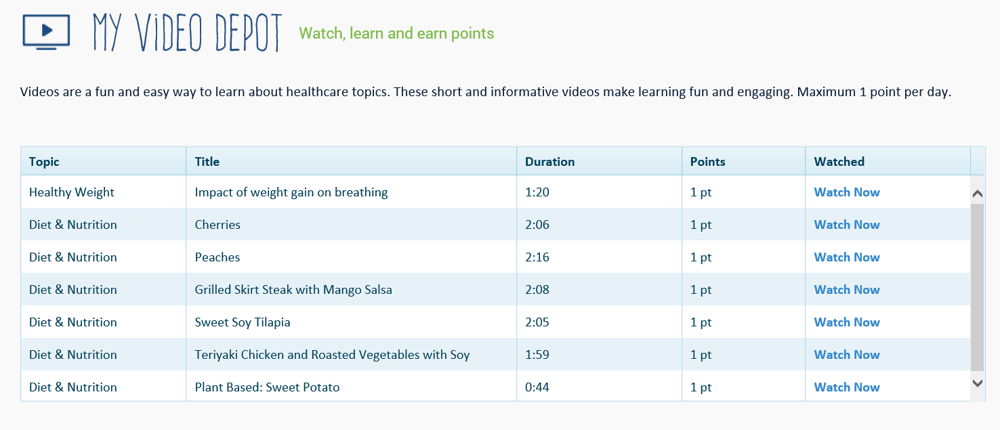 MY ViDEO DEPOT Watch, learn and earn points
Videos are a fun and easy way to learn about healthcare topics. These short and informative videos make learning fun and engaging. Maximum 1 point per day.
Topic Title Duration Points Watched
Healthy Weight Impact of weight gain on breathing 1:20 1 pt Watch Now
Diet & Nutrition Cherries 2:06 1 pt Watch Now
Diet & Nutrition Peaches 2:16 1 pt Watch Now
Diet & Nutrition Grilled Skirt Steak with Mango Salsa 2:08 1 pt Watch Now
Diet & Nutrition Sweet Soy Tilapia 2:05 1 pt Watch Now
Diet & Nutrition Teriyaki Chicken and Roasted Vegetables with Soy 1:59 1 pt Watch Now
Diet & Nutrition Plant Based: Sweet Potato 0:44 1 pt Watch Now